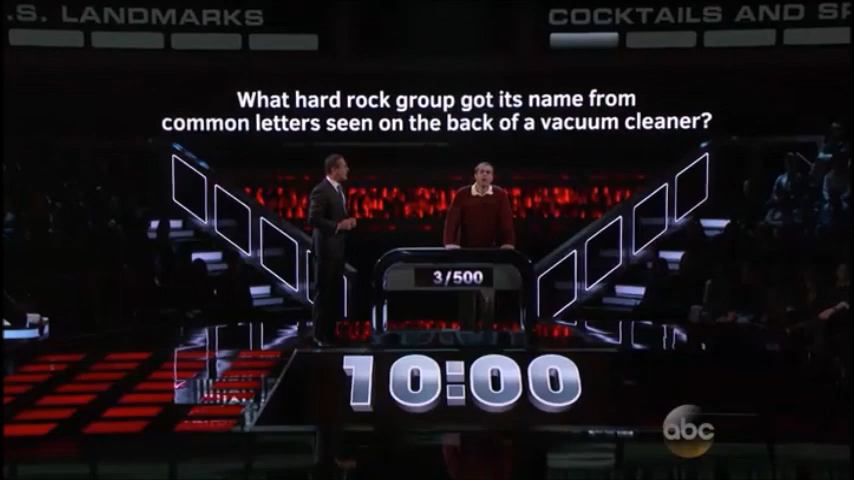 .S. LANDMARKS
COCKTAILS AND SP
What hard rock group got its name from
common letters seen on the back of a vacuum cleaner?
3/500
10:00
abc